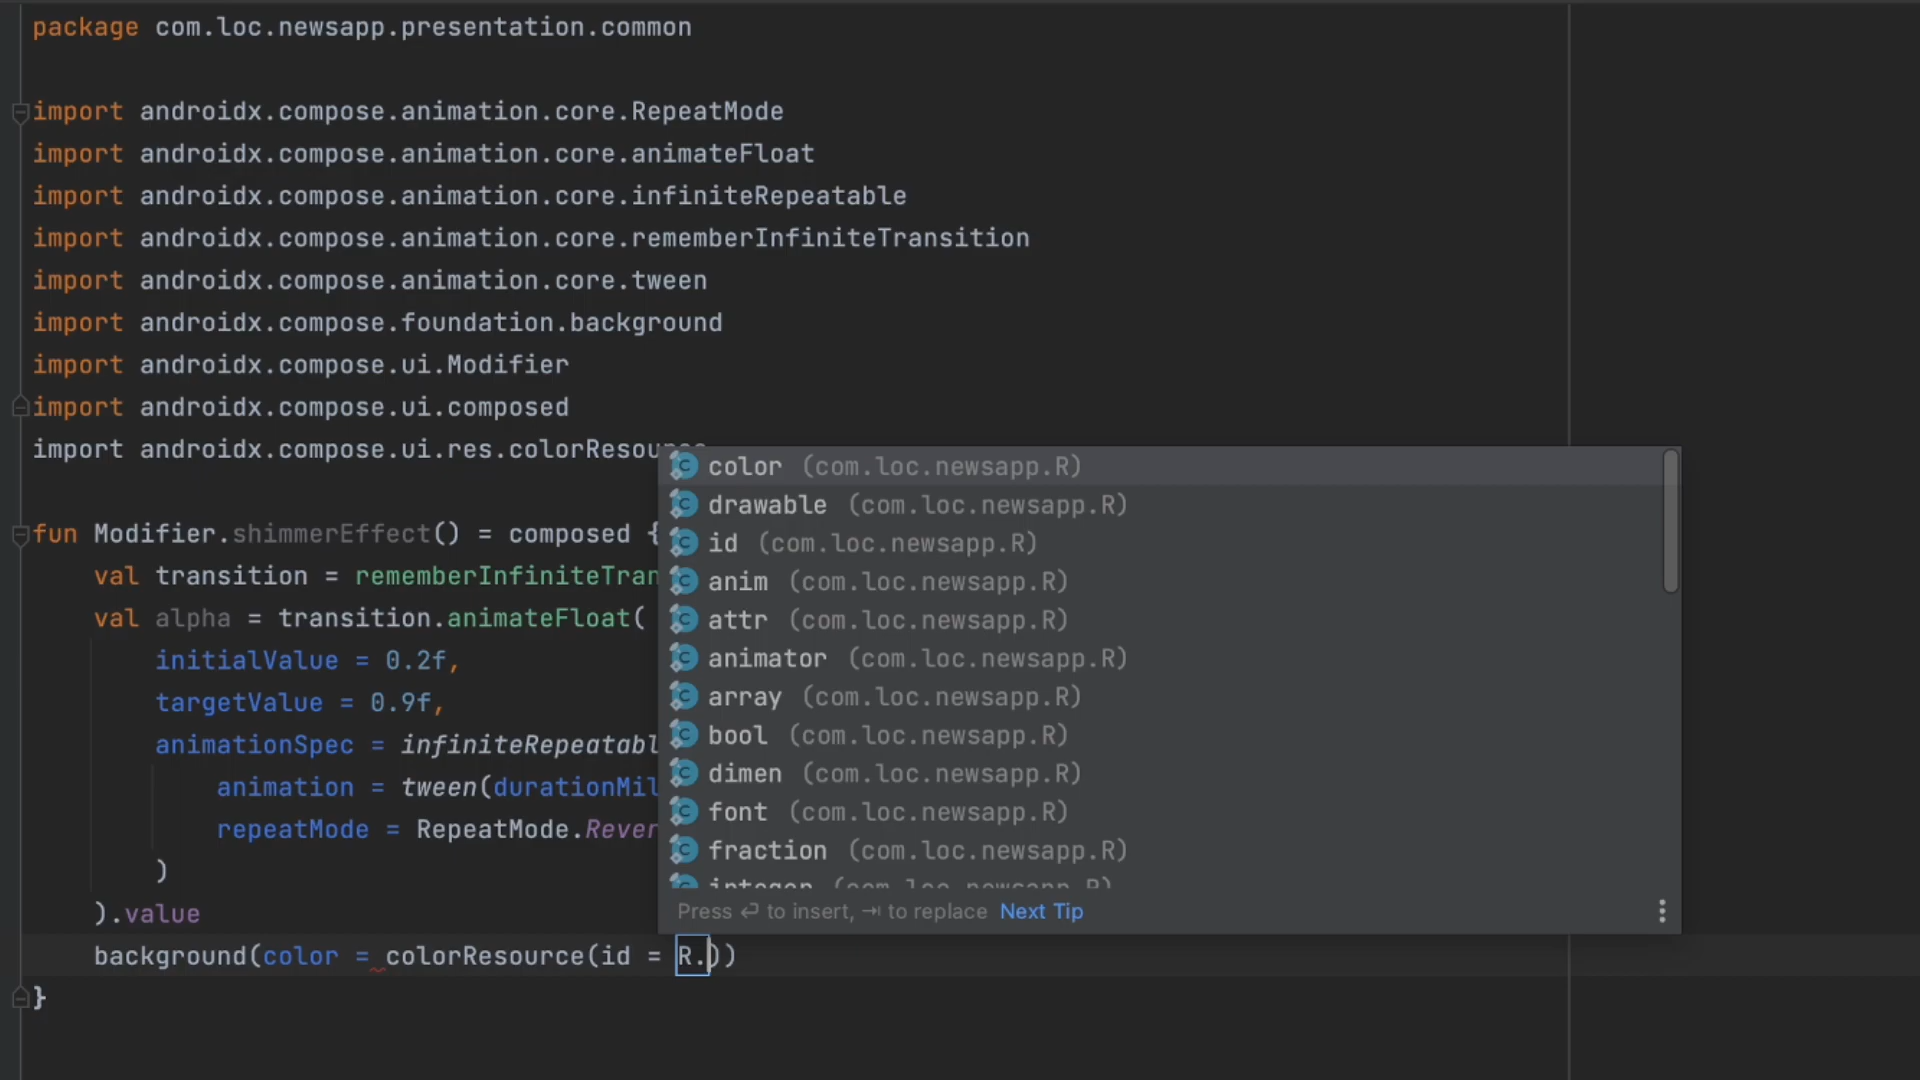 package com.loc.newsapp.presentation.common
import androidx.compose.animation.core.RepeatMode
import androidx.compose.animation.core.animateFloat
import androidx.compose.animation.core.infiniteRepeatable
import androidx.compose.animation.core.rememberInfiniteTransition
import androidx.compose.animation.core.tween
import androidx.compose.foundation.background
import androidx.compose.ui.Modifier
import androidx.compose.ui.composed
import androidx.compose.ui.res.colorResource
color (com.loc.newsapp.R)
drawable (com.loc.newsapp.R)
id (com.loc.newsapp.R)
anim (com.loc.newsapp.R)
attr (com.loc.newsapp.R)
animator (com.loc.newsapp.R)
array (com.loc.newsapp.R)
bool (com.loc.newsapp.R)
dimen (com.loc.newsapp.R)
font (com.loc.newsapp.R)
fraction (com.loc.newsapp.R)
integer (com.loc.newsapp.R)
Press ↩ to insert, ⇥ to replace Next Tip
fun Modifier.shimmerEffect() = composed {
val transition = rememberInfiniteTran
val alpha = transition.animateFloat(
initialValue = 0.2f,
targetValue = 0.9f,
animationSpec = infiniteRepeatabl
animation = tween(durationMil
repeatMode = RepeatMode.Rever
)
).value
background(color = colorResource(id = R.))
}